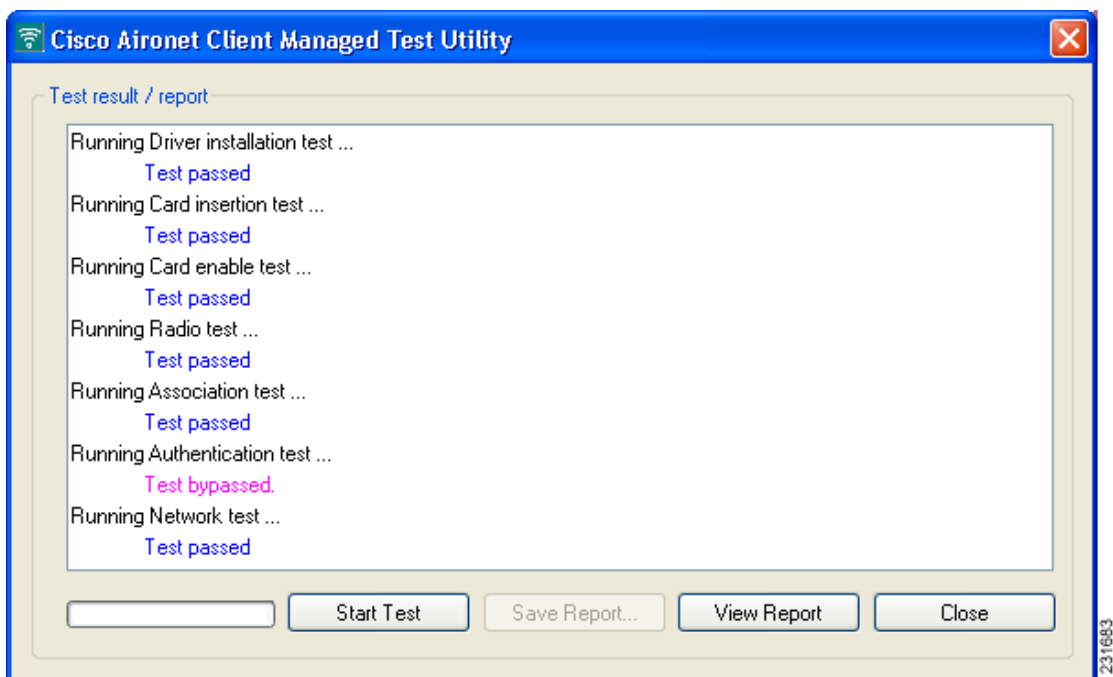 Cisco Aironet Client Managed Test Utility
Test result / report
Running Driver installation test ...
Test passed
Running Card insertion test ...
Test passed
Running Card enable test ...
Test passed
Running Radio test ...
Test passed
Running Association test ...
Test passed
Running Authentication test ...
Test bypassed.
Running Network test ...
Test passed
Start Test
Save Report...
View Report
Close
231683